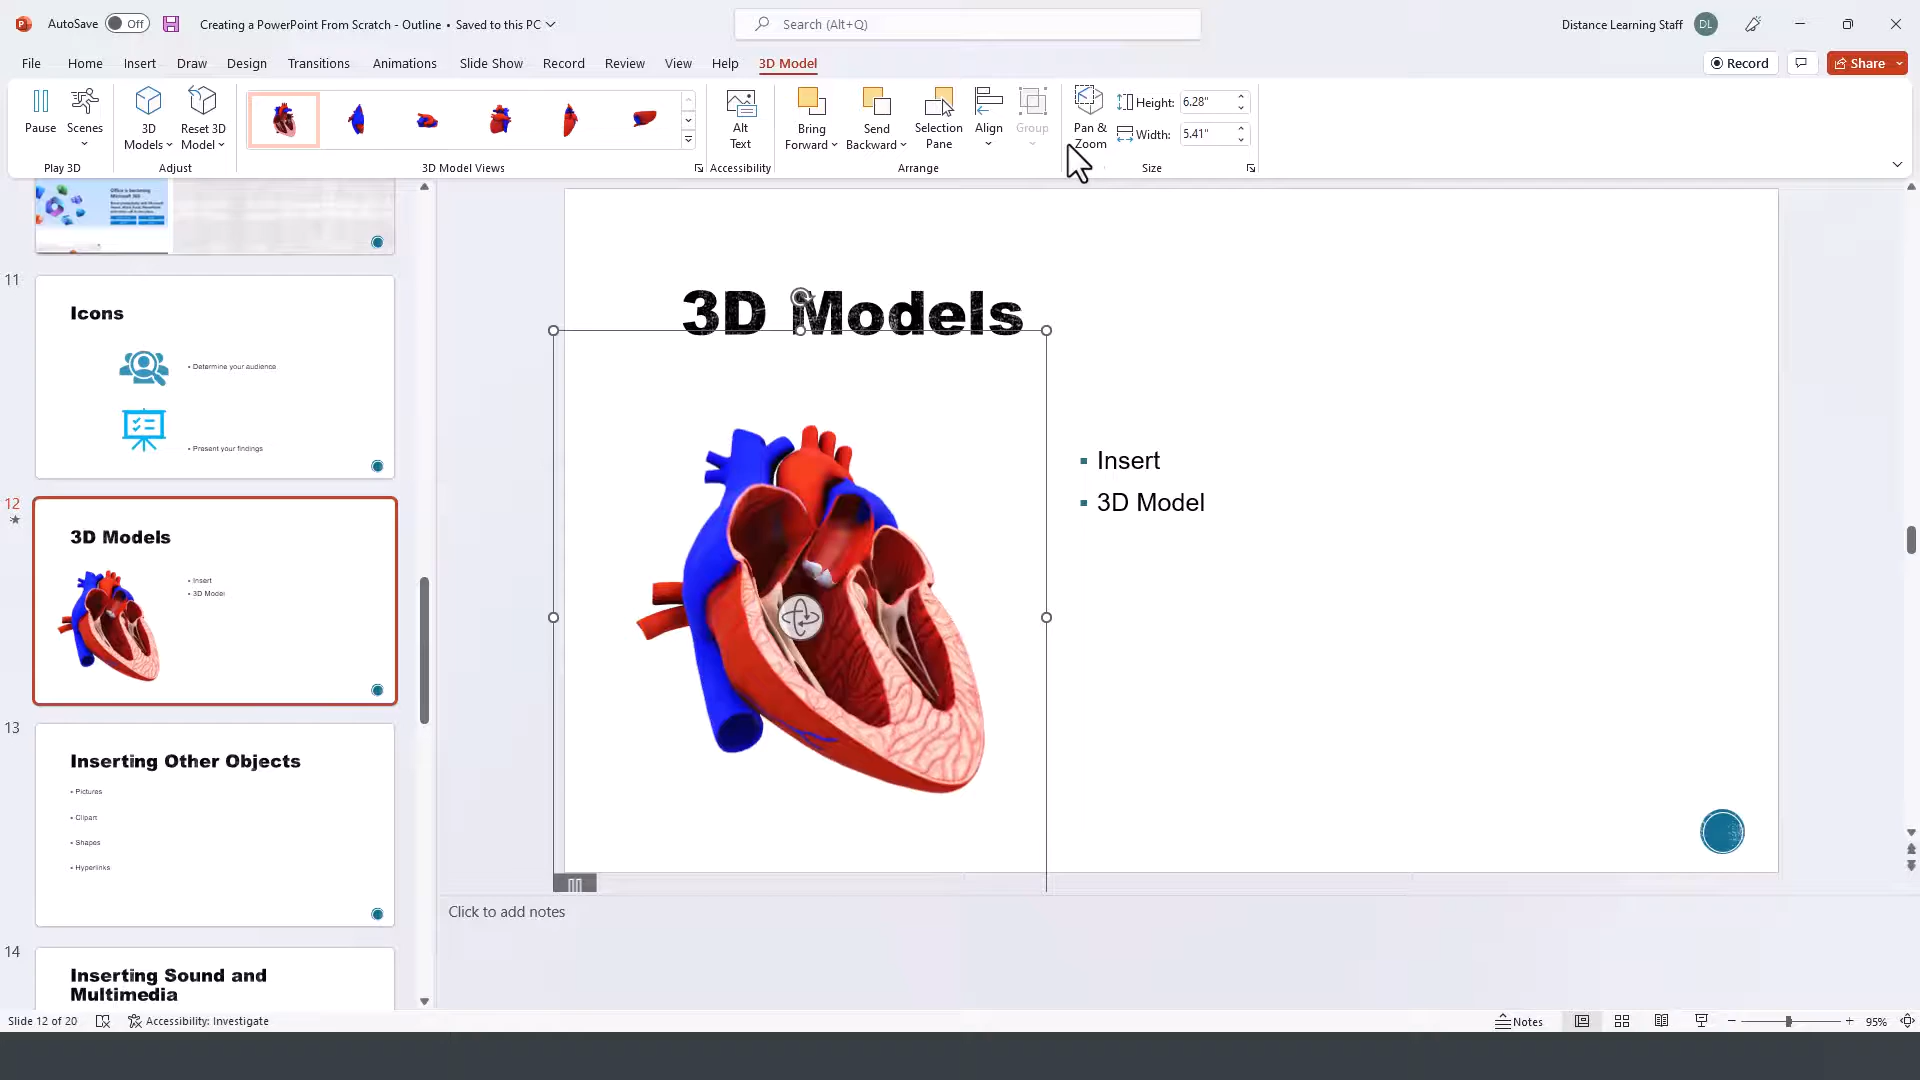 AutoSave Off Creating a PowerPoint From Scratch - Outline • Saved to this PC Search (Alt+Q) Distance Learning Staff DL
File Home Insert Draw Design Transitions Animations Slide Show Record Review View Help 3D Model Record Share
Pause Scenes 3D Models Reset 3D Model Alt Text Bring Forward Send Backward Selection Pane Align Group Pan & Zoom Height: 6.28"
Width: 5.41"
Play 3D Adjust 3D Model Views Accessibility Arrange Size
Office is becoming
Microsoft 365
11
Icons
• Determine your audience
• Present your findings
12
3D Models
• Insert
• 3D Model
13
Inserting Other Objects
• Pictures
• Clipart
• Shapes
• Hyperlinks
14
Inserting Sound and
Multimedia
3D Models
Insert
3D Model
Click to add notes
Slide 12 of 20 Accessibility: Investigate Notes 95%